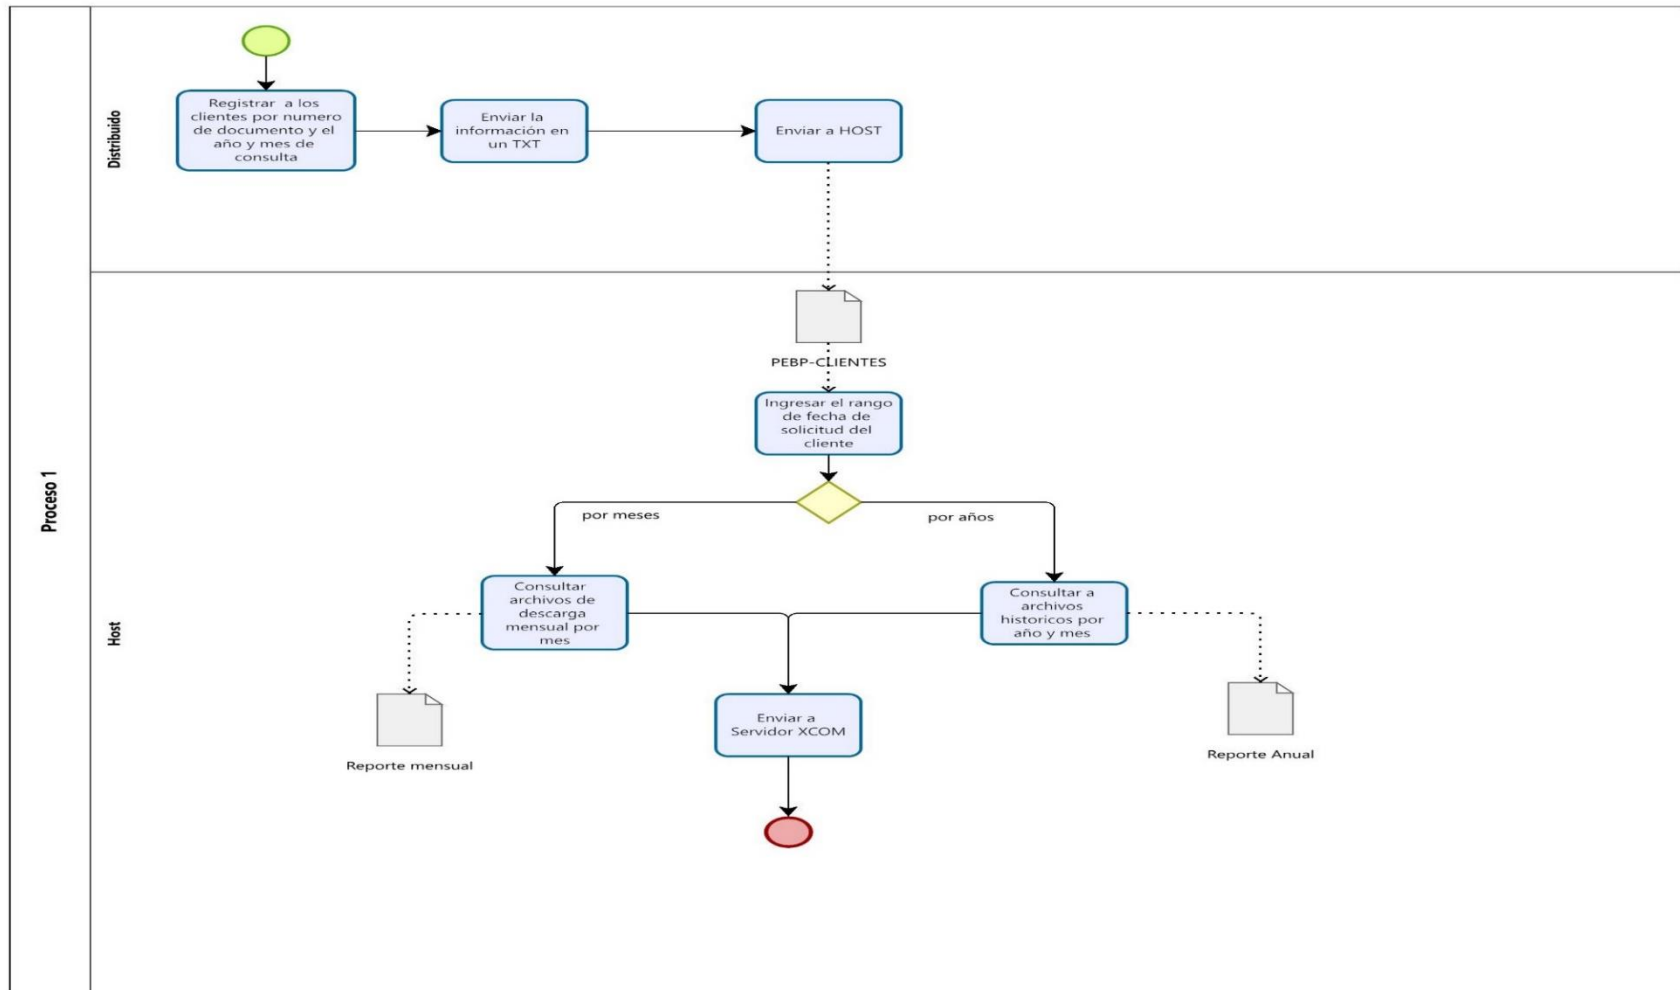 Proceso 1
Distribuido
Registrar a los
clientes por numero
de documento y el
año y mes de
consulta
Enviar la
información en
un TXT
Enviar a HOST
Host
PEBP-CLIENTES
Ingresar el rango
de fecha de
solicitud del
cliente
por meses
por años
Consultar
archivos de
descarga
mensual por
mes
Consultar a
archivos
historicos por
año y mes
Reporte mensual
Enviar a
Servidor XCOM
Reporte Anual